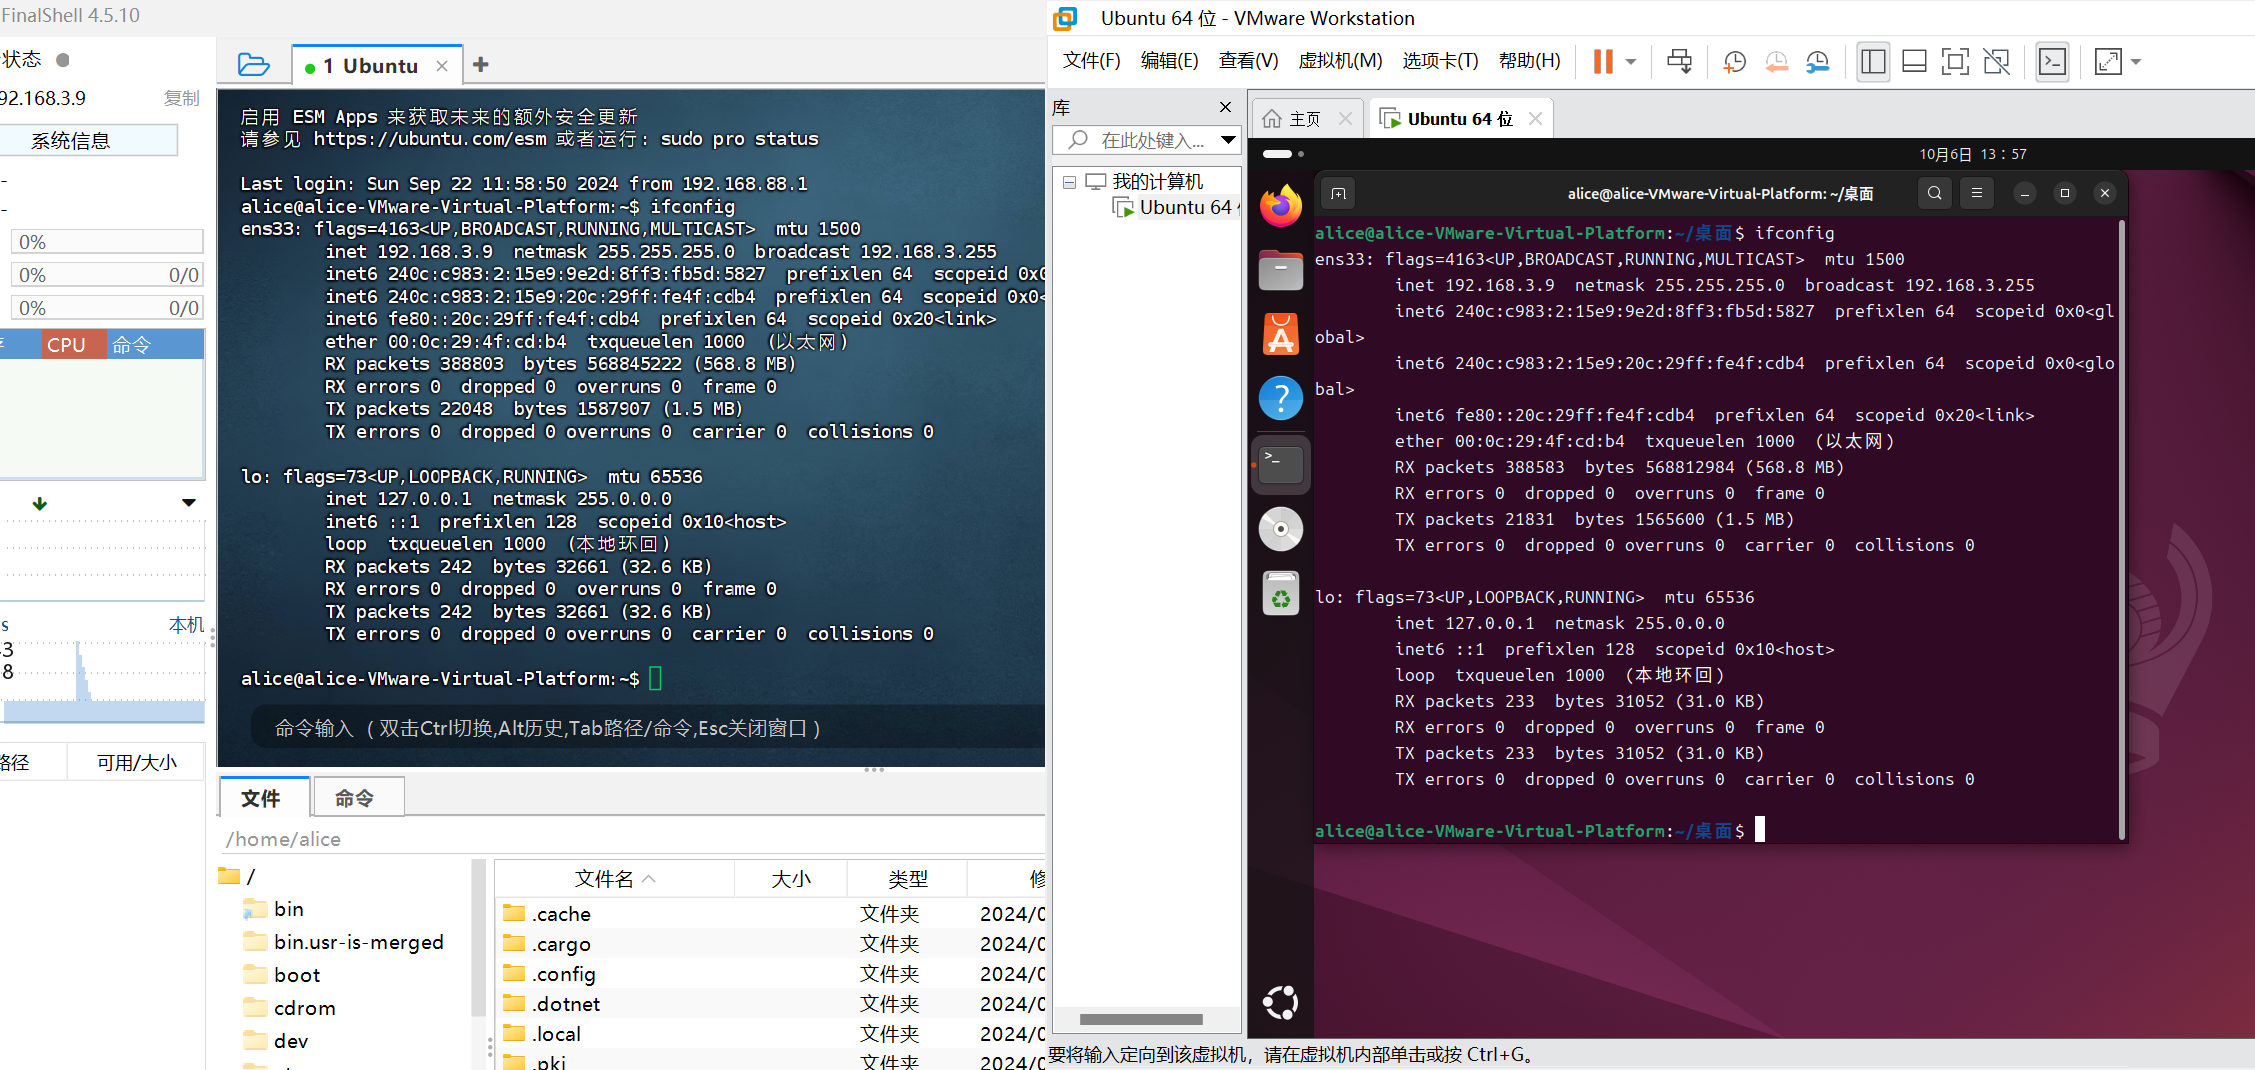 FinalShell 4.5.10
状态
92.168.3.9 复制
系统信息
-
-
0%
0% 0/0
0% 0/0
CPU 命令
s 本机
路径 可用/大小
1 Ubuntu
启用 ESM Apps 来获取未来的额外安全更新
请参见 https://ubuntu.com/esm 或者运行: sudo pro status
Last login: Sun Sep 22 11:58:50 2024 from 192.168.88.1
alice@alice-VMware-Virtual-Platform:~$ ifconfig
ens33: flags=4163<UP,BROADCAST,RUNNING,MULTICAST>  mtu 1500
inet 192.168.3.9  netmask 255.255.255.0  broadcast 192.168.3.255
inet6 240c:c983:2:15e9:9e2d:8ff3:fb5d:5827  prefixlen 64  scopeid 0x0
inet6 240c:c983:2:15e9:20c:29ff:fe4f:cdb4  prefixlen 64  scopeid 0x0<
inet6 fe80::20c:29ff:fe4f:cdb4  prefixlen 64  scopeid 0x20<link>
ether 00:0c:29:4f:cd:b4  txqueuelen 1000  (以太网)
RX packets 388803  bytes 568845222 (568.8 MB)
RX errors 0  dropped 0  overruns 0  frame 0
TX packets 22048  bytes 1587907 (1.5 MB)
TX errors 0  dropped 0 overruns 0  carrier 0  collisions 0
lo: flags=73<UP,LOOPBACK,RUNNING>  mtu 65536
inet 127.0.0.1  netmask 255.0.0.0
inet6 ::1  prefixlen 128  scopeid 0x10<host>
loop  txqueuelen 1000  (本地环回)
RX packets 242  bytes 32661 (32.6 KB)
RX errors 0  dropped 0  overruns 0  frame 0
TX packets 242  bytes 32661 (32.6 KB)
TX errors 0  dropped 0 overruns 0  carrier 0  collisions 0
alice@alice-VMware-Virtual-Platform:~$
命令输入 (双击Ctrl切换,Alt历史,Tab路径/命令,Esc关闭窗口)
文件 命令
/home/alice
/
bin
bin.usr-is-merged
boot
cdrom
dev
文件名 大小 类型 修
.cache 文件夹 2024/0
.cargo 文件夹 2024/0
.config 文件夹 2024/0
.dotnet 文件夹 2024/0
.local 文件夹 2024/0
.pki 文件夹 2024/0
Ubuntu 64 位 - VMware Workstation
文件(F) 编辑(E) 查看(V) 虚拟机(M) 选项卡(T) 帮助(H)
库
在此处键入...
我的计算机
Ubuntu 64
主页 Ubuntu 64 位
10月6日 13：57
alice@alice-VMware-Virtual-Platform: ~/桌面
alice@alice-VMware-Virtual-Platform:~/桌面$ ifconfig
ens33: flags=4163<UP,BROADCAST,RUNNING,MULTICAST>  mtu 1500
inet 192.168.3.9  netmask 255.255.255.0  broadcast 192.168.3.255
inet6 240c:c983:2:15e9:9e2d:8ff3:fb5d:5827  prefixlen 64  scopeid 0x0<gl
obal>
inet6 240c:c983:2:15e9:20c:29ff:fe4f:cdb4  prefixlen 64  scopeid 0x0<glo
bal>
inet6 fe80::20c:29ff:fe4f:cdb4  prefixlen 64  scopeid 0x20<link>
ether 00:0c:29:4f:cd:b4  txqueuelen 1000  (以太网)
RX packets 388583  bytes 568812984 (568.8 MB)
RX errors 0  dropped 0  overruns 0  frame 0
TX packets 21831  bytes 1565600 (1.5 MB)
TX errors 0  dropped 0 overruns 0  carrier 0  collisions 0
lo: flags=73<UP,LOOPBACK,RUNNING>  mtu 65536
inet 127.0.0.1  netmask 255.0.0.0
inet6 ::1  prefixlen 128  scopeid 0x10<host>
loop  txqueuelen 1000  (本地环回)
RX packets 233  bytes 31052 (31.0 KB)
RX errors 0  dropped 0  overruns 0  frame 0
TX packets 233  bytes 31052 (31.0 KB)
TX errors 0  dropped 0 overruns 0  carrier 0  collisions 0
alice@alice-VMware-Virtual-Platform:~/桌面$
要将输入定向到该虚拟机，请在虚拟机内部单击或按 Ctrl+G。